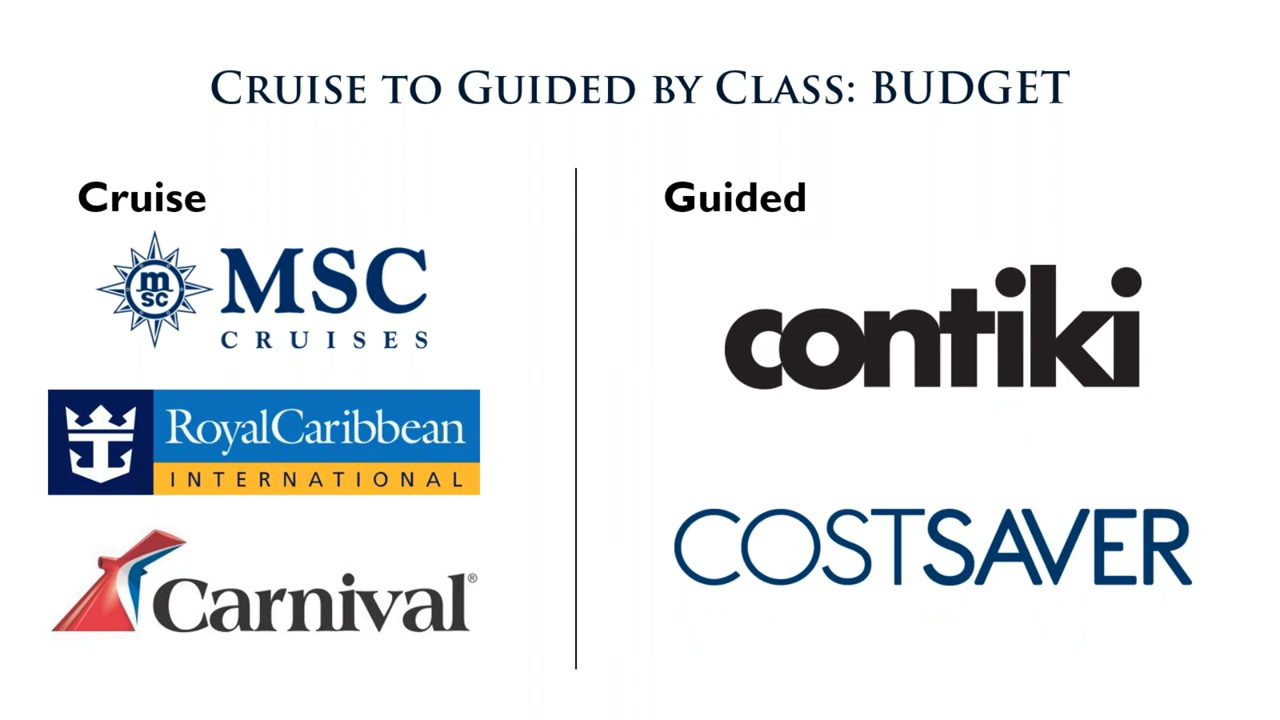 Cruise to Guided by Class: BUDGET
Cruise
msc
MSC
CRUISES
RoyalCaribbean
INTERNATIONAL
Carnival®
Guided
contiki
COSTSAVER